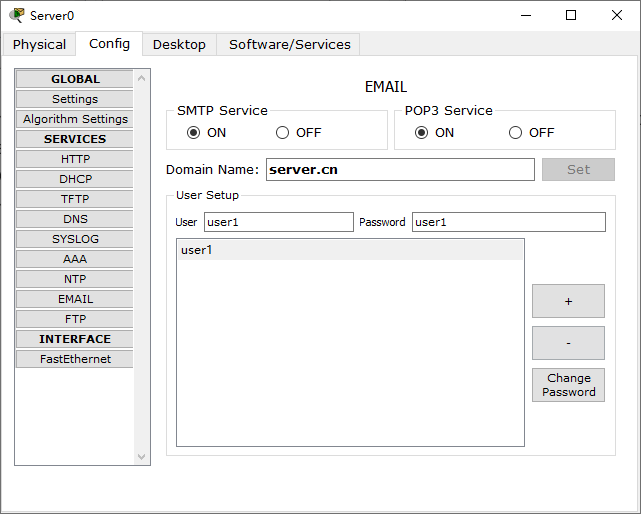 Server0
Physical Config Desktop Software/Services
GLOBAL
Settings
Algorithm Settings
SERVICES
HTTP
DHCP
TFTP
DNS
SYSLOG
AAA
NTP
EMAIL
FTP
INTERFACE
FastEthernet
EMAIL
SMTP Service
ON OFF
POP3 Service
ON OFF
Domain Name: server.cn Set
User Setup
User user1 Password user1
user1
+
-
Change
Password